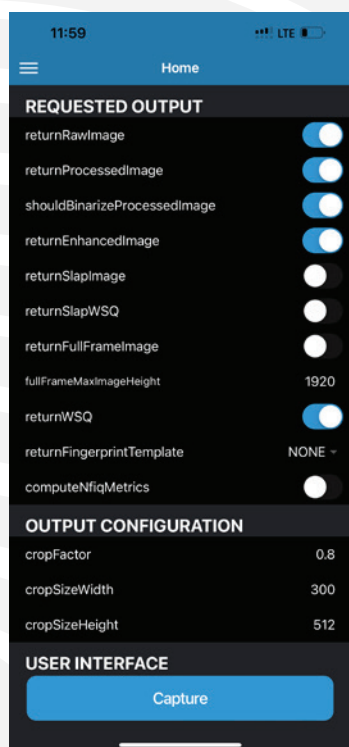 11:59 LTE
Home
REQUESTED OUTPUT
returnRawImage
returnProcessedImage
shouldBinarizeProcessedImage
returnEnhancedImage
returnSlapImage
returnSlapWSQ
returnFullFrameImage
fullFrameMaxImageHeight 1920
returnWSQ
returnFingerprintTemplate NONE
computeNfiqMetrics
OUTPUT CONFIGURATION
cropFactor 0.8
cropSizeWidth 300
cropSizeHeight 512
USER INTERFACE
Capture